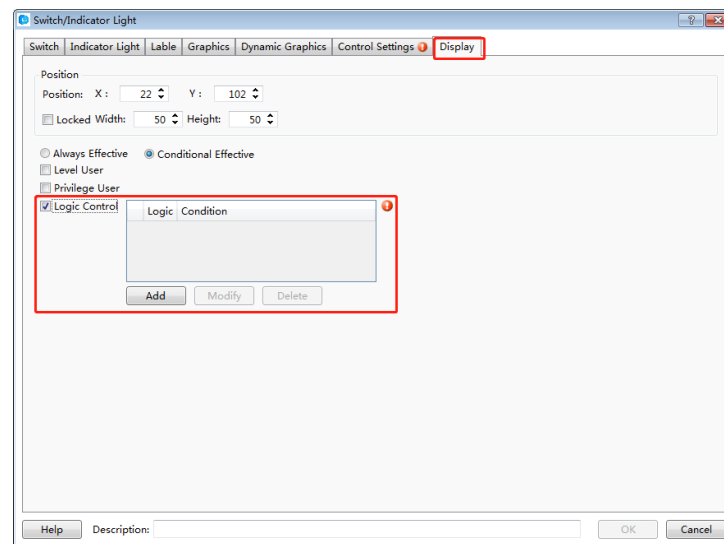 Switch/Indicator Light
Switch Indicator Light Lable Graphics Dynamic Graphics Control Settings Display
Position
Position: X : 22 Y : 102
Locked Width: 50 Height: 50
Always Effective Conditional Effective
Level User
Privilege User
Logic Control Logic Condition
Add Modify Delete
Help Description: OK Cancel